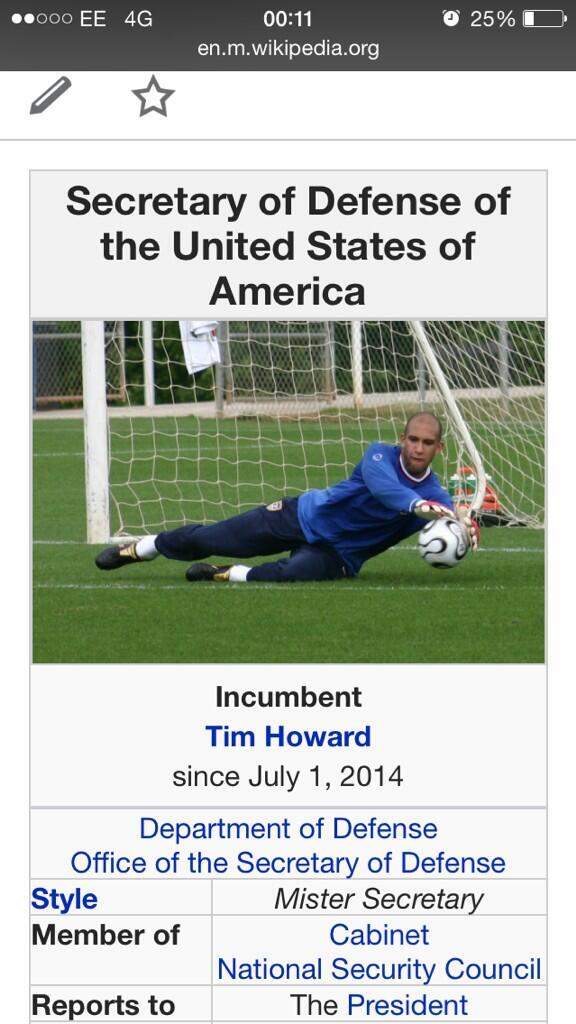 EE 4G 00:11 25%
en.m.wikipedia.org
Secretary of Defense of
the United States of
America
Incumbent
Tim Howard
since July 1, 2014
Department of Defense
Office of the Secretary of Defense
Style Mister Secretary
Member of Cabinet
National Security Council
Reports to The President